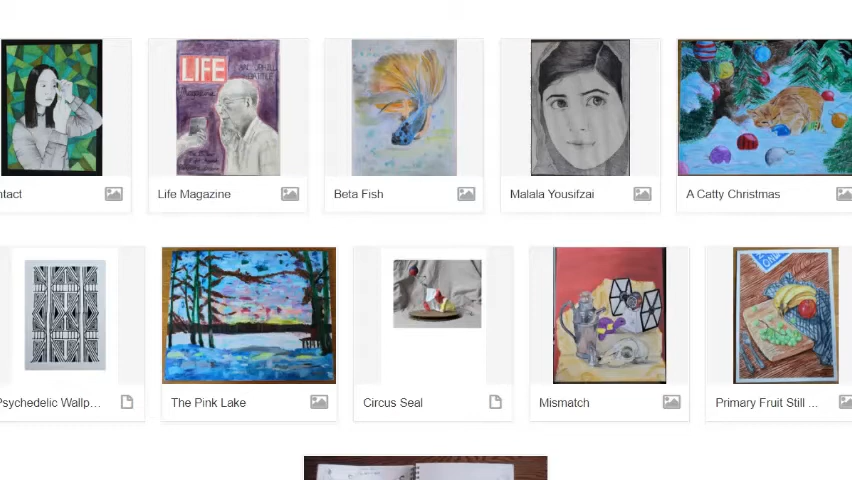 ntact
LIFE
Life Magazine
Beta Fish
Malala Yousifzai
A Catty Christmas
Psychedelic Wallp...
The Pink Lake
Circus Seal
Mismatch
Primary Fruit Still ...